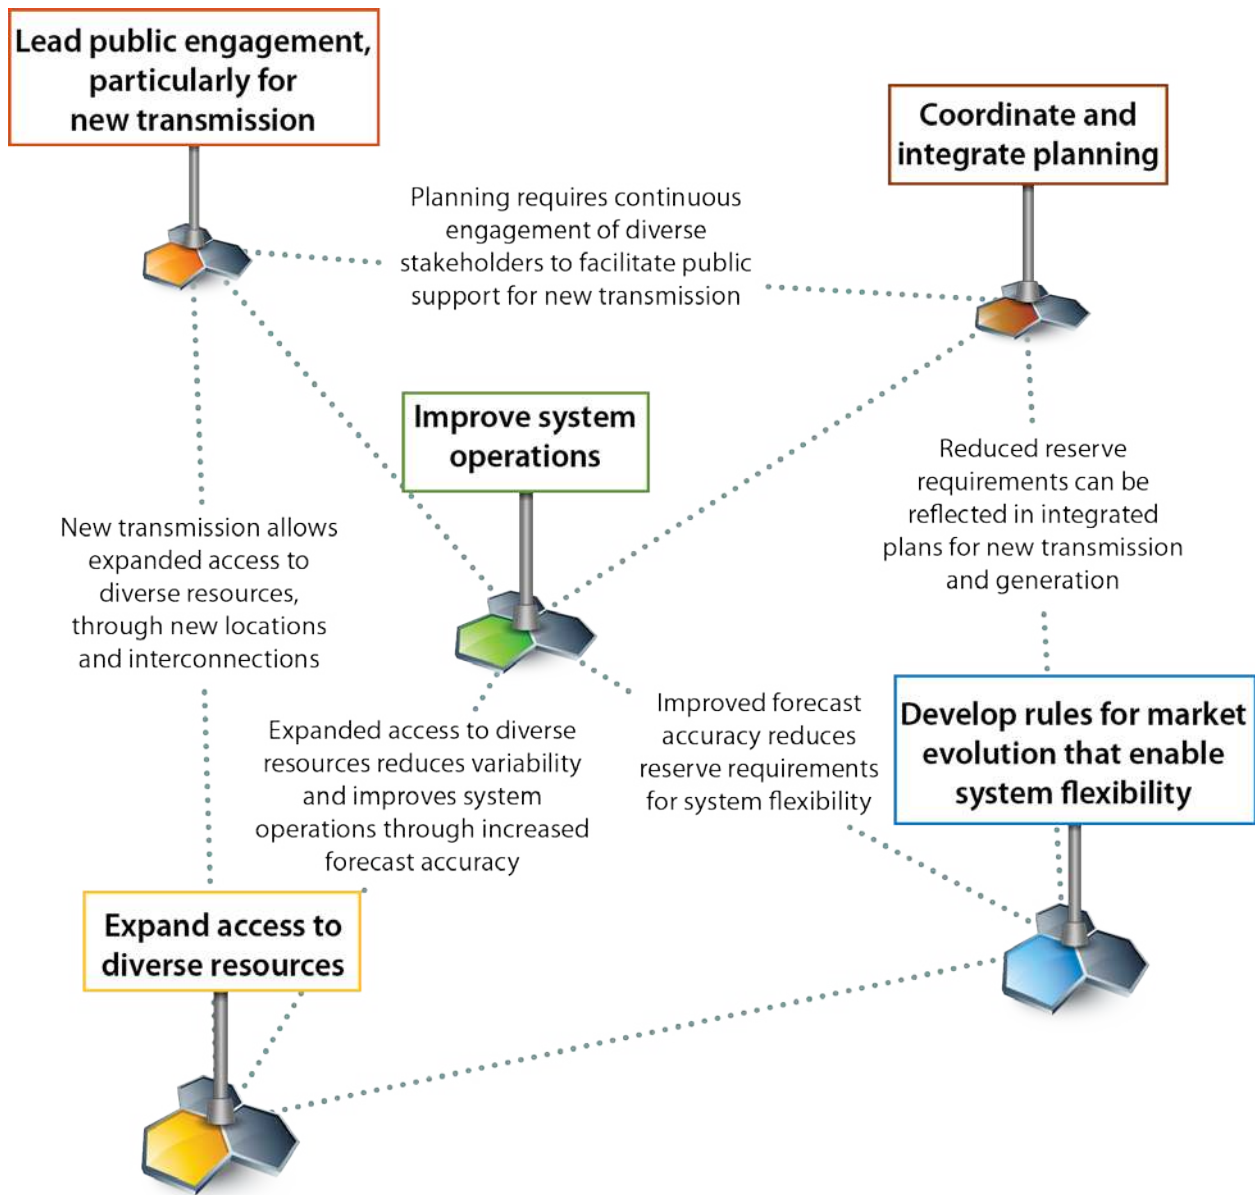 Lead public engagement,
particularly for
new transmission
Coordinate and
integrate planning
Planning requires continuous
engagement of diverse
stakeholders to facilitate public
support for new transmission
Improve system
operations
Reduced reserve
requirements can be
reflected in integrated
plans for new transmission
and generation
New transmission allows
expanded access to
diverse resources,
through new locations
and interconnections
Expanded access to diverse
resources reduces variability
and improves system
operations through increased
forecast accuracy
Improved forecast
accuracy reduces
reserve requirements
for system flexibility
Develop rules for market
evolution that enable
system flexibility
Expand access to
diverse resources